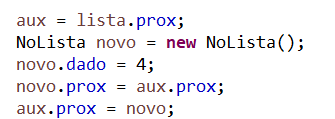 aux = lista.prox;
NoLista novo = new NoLista();
novo.dado = 4;
novo.prox = aux.prox;
aux.prox = novo;